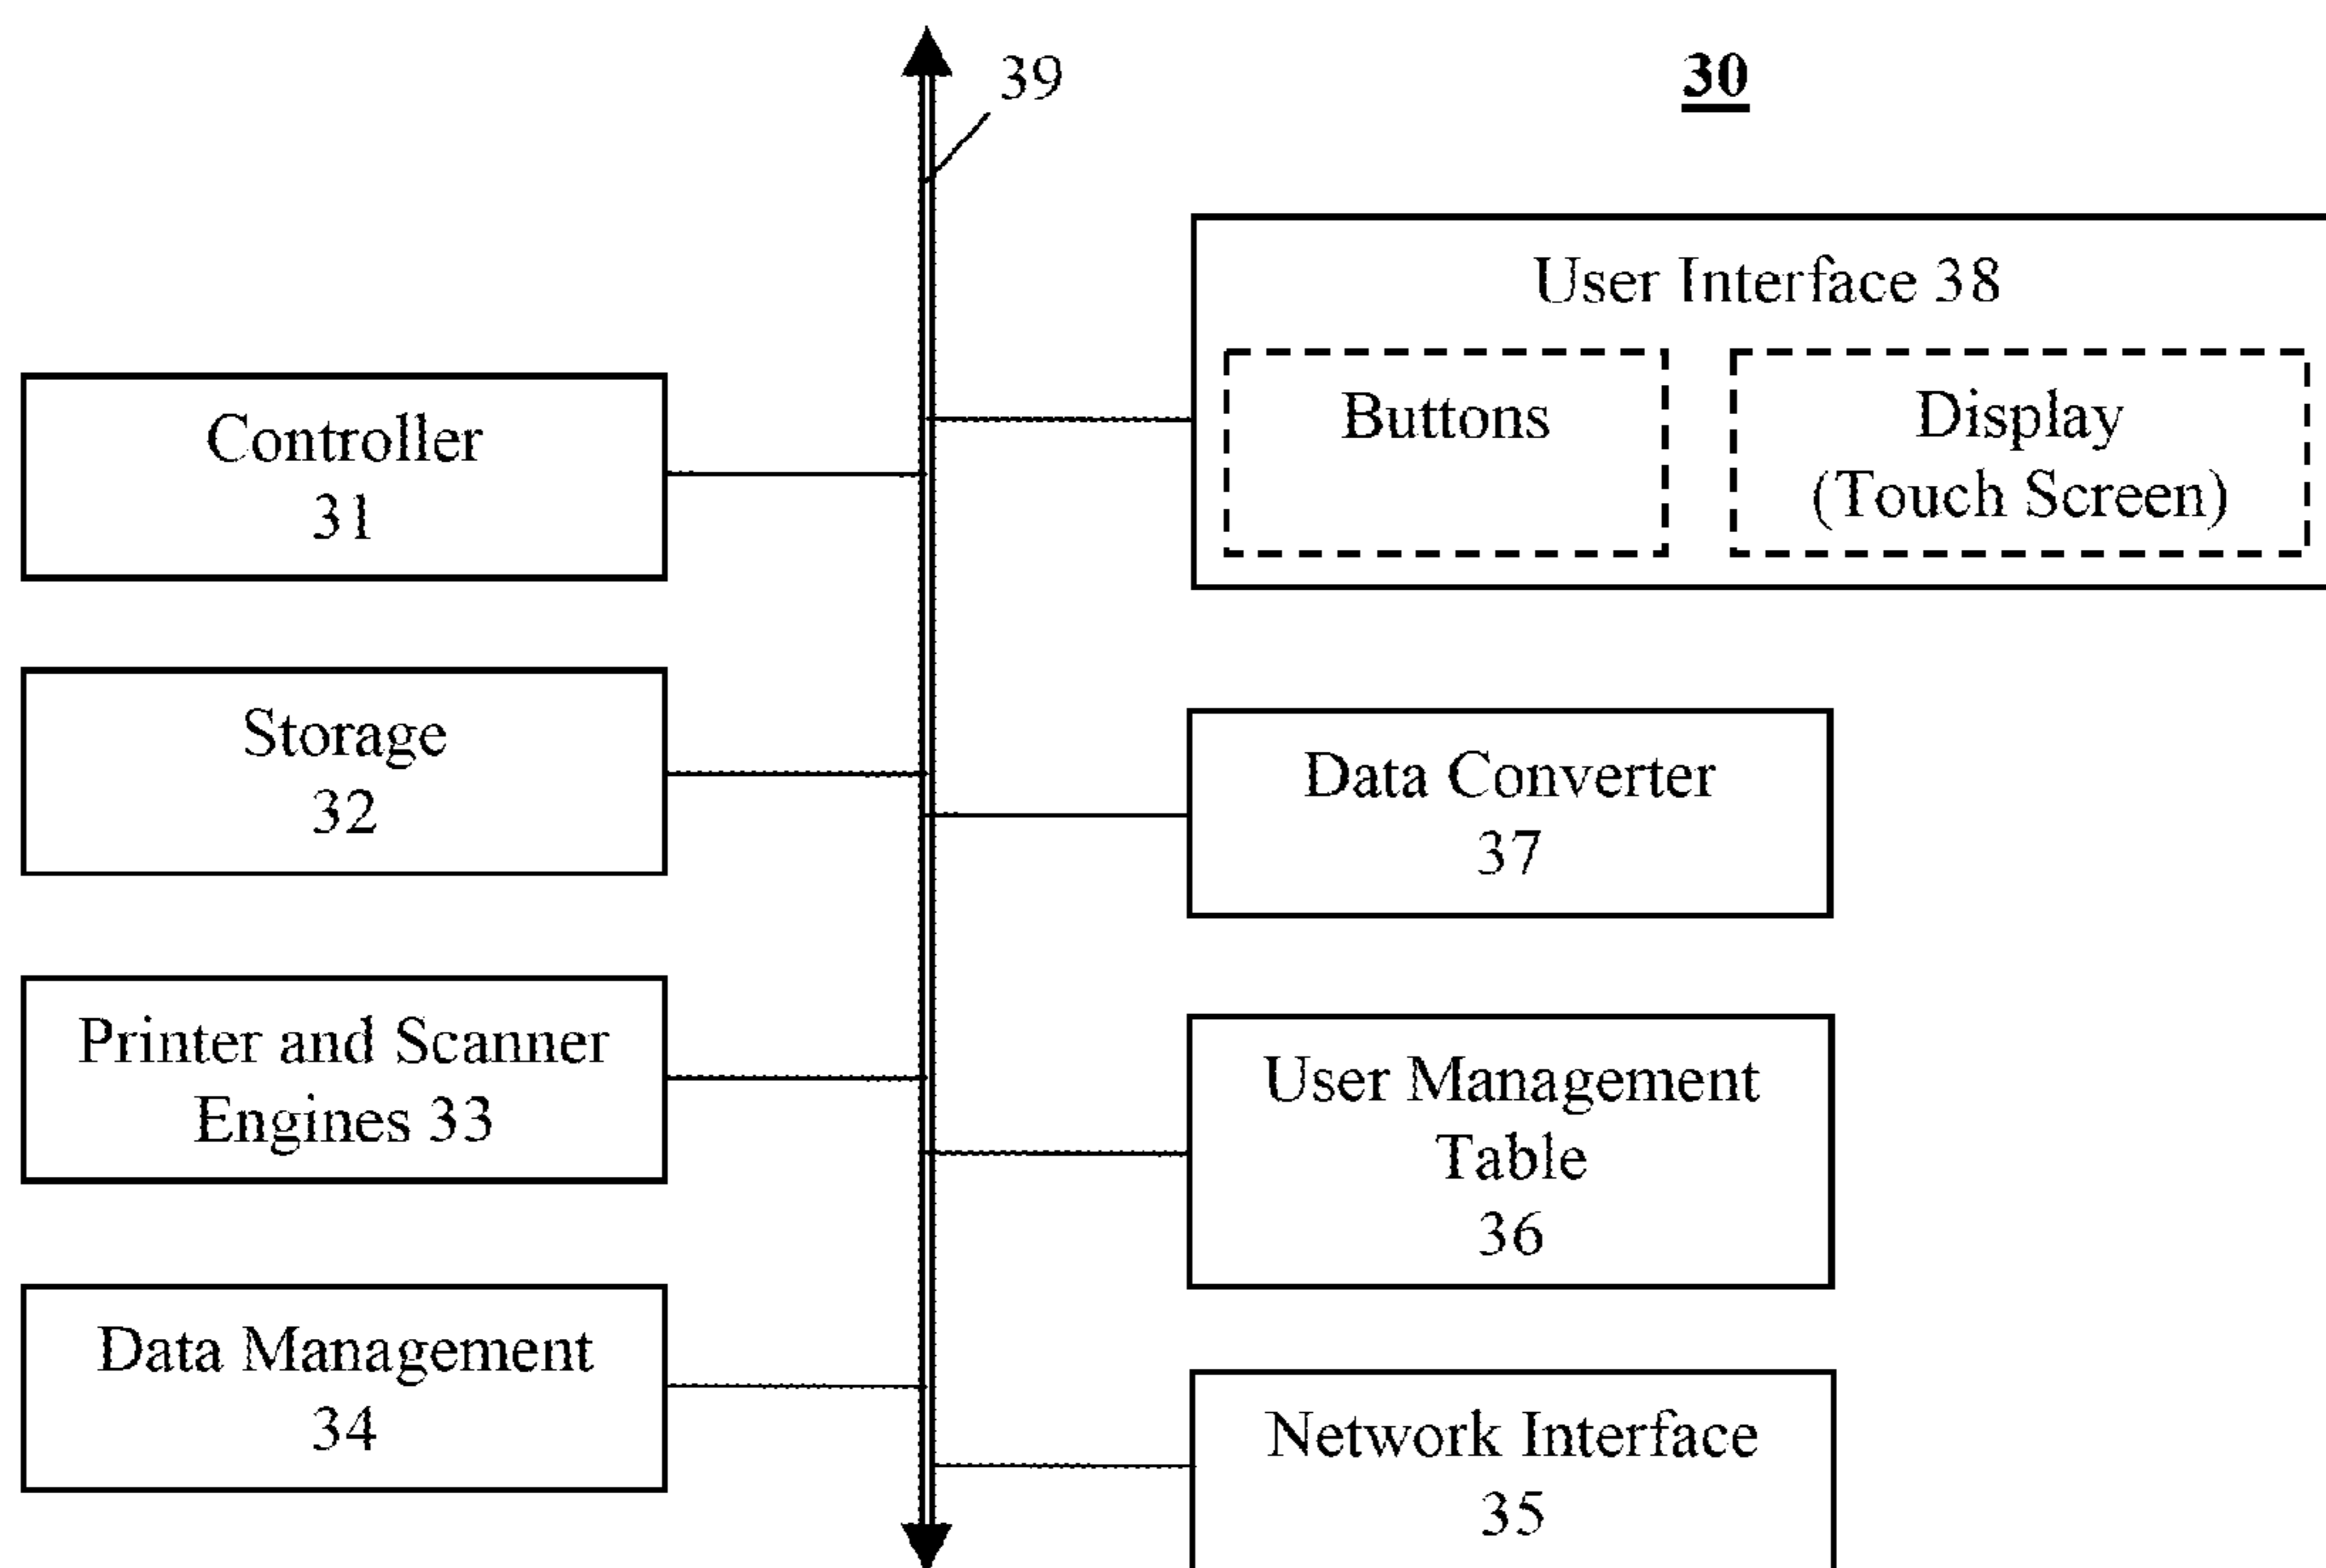 39
30
User Interface 38
Buttons
Display
(Touch Screen)
Controller
31
Storage
32
Data Converter
37
Printer and Scanner
Engines 33
User Management
Table
36
Data Management
34
Network Interface
35